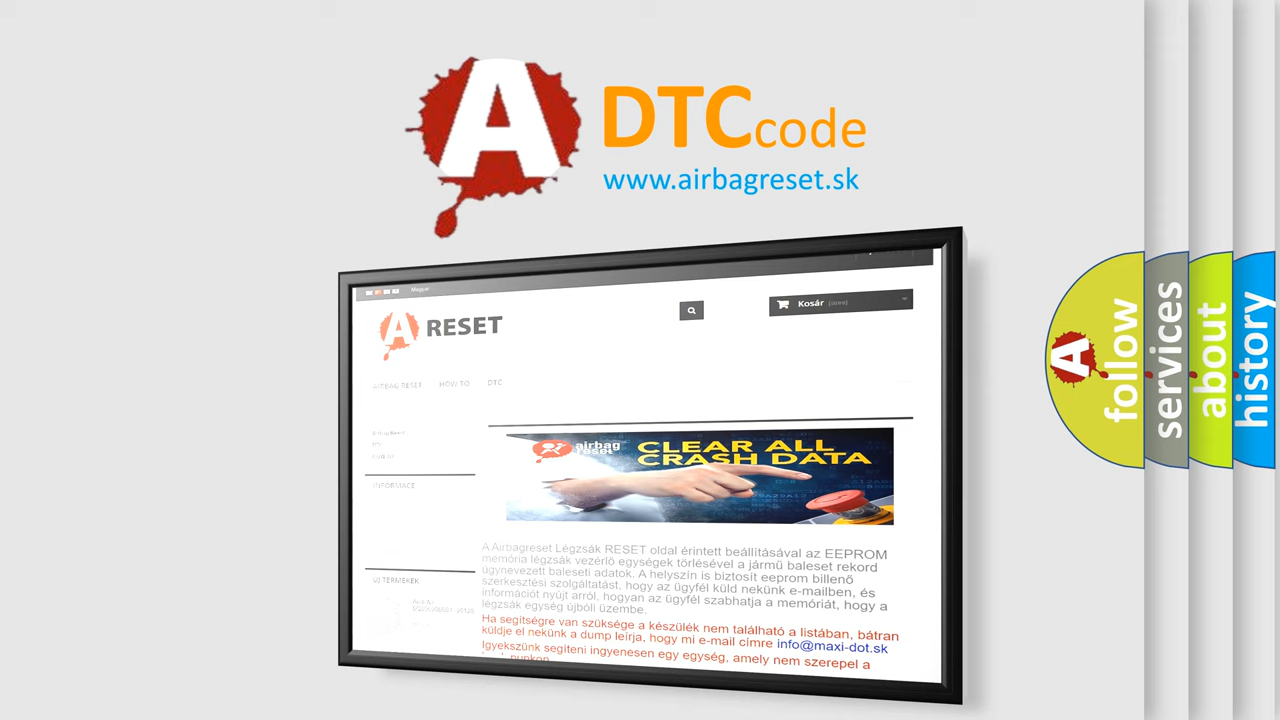 A
DTCcode
www.airbagreset.sk
Magyar
A RESET
Kosár (üres)
AIRBAG RESET HOW TO DTC
Airbag Reset
INFORMACE
airbag reset
CLEAR ALL
CRASH DATA
A Airbagreset Légzsák RESET oldal érintett beállításával az EEPROM
memória légzsák vezérlő egységek törlésével a jármű baleset rekord
úgynevezett baleseti adatok. A helyszín is biztosít eeprom billenő
szerkesztési szolgáltatást, hogy az ügyfél küld nekünk e-mailben, és
információt nyújt arról, hogyan az ügyfél szabhatja a memóriát, hogy a
légzsák egység újbóli üzembe.
Ha segítségre van szüksége a készülék nem található a listában, bátran
küldje el nekünk a dump leírja, hogy mi e-mail címre info@maxi-dot.sk
Igyekszünk segíteni ingyenesen egy egység, amely nem szerepel a
ÚJ TERMÉKEK
A
follow
services
about
history